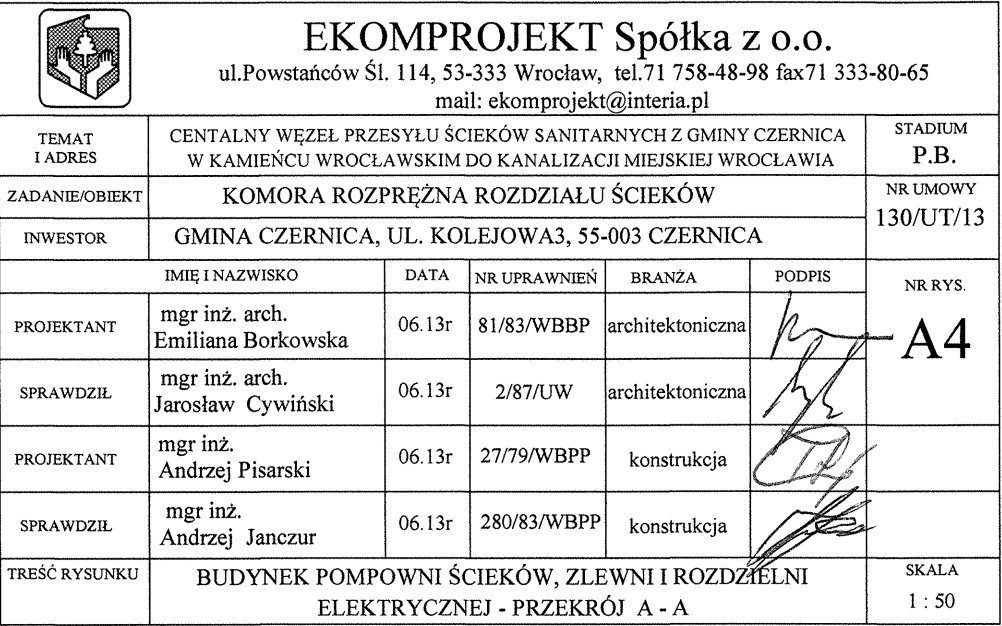 EKOMPROJEKT Spółka z o.o.
ul.Powstańców Śl. 114, 53-333 Wrocław, tel.71 758-48-98 fax71 333-80-65
mail: ekomprojekt@interia.pl
TEMAT
I ADRES
CENTALNY WĘZEŁ PRZESYŁU ŚCIEKÓW SANITARNYCH Z GMINY CZERNICA
W KAMIEŃCU WROCŁAWSKIM DO KANALIZACJI MIEJSKIEJ WROCŁAWIA
STADIUM
P.B.
ZADANIE/OBIEKT
KOMORA ROZPRĘŻNA ROZDZIAŁU ŚCIEKÓW
NR UMOWY
130/UT/13
INWESTOR
GMINA CZERNICA, UL. KOLEJOWA3, 55-003 CZERNICA
IMIĘ I NAZWISKO DATA NR UPRAWNIEŃ BRANŻA PODPIS
NR RYS.
A4
PROJEKTANT
mgr inż. arch.
Emiliana Borkowska
06.13r 81/83/WBBP architektoniczna
SPRAWDZIŁ
mgr inż. arch.
Jarosław Cywiński
06.13r 2/87/UW architektoniczna
PROJEKTANT
mgr inż.
Andrzej Pisarski
06.13r 27/79/WBPP konstrukcja
SPRAWDZIŁ
mgr inż.
Andrzej Janczur
06.13r 280/83/WBPP konstrukcja
TREŚĆ RYSUNKU
BUDYNEK POMPOWNI ŚCIEKÓW, ZLEWNI I ROZDZIELNI
ELEKTRYCZNEJ - PRZEKRÓJ A - A
SKALA
1 : 50